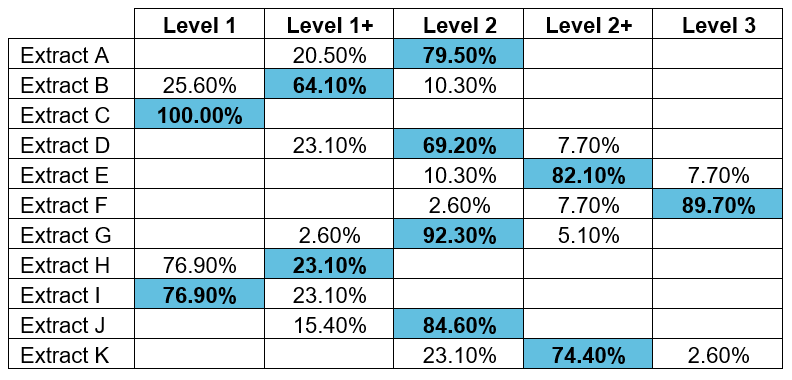 Level 1 Level 1+ Level 2 Level 2+ Level 3
Extract A 20.50% 79.50%
Extract B 25.60% 64.10% 10.30%
Extract C 100.00%
Extract D 23.10% 69.20% 7.70%
Extract E 10.30% 82.10% 7.70%
Extract F 2.60% 7.70% 89.70%
Extract G 2.60% 92.30% 5.10%
Extract H 76.90% 23.10%
Extract I 76.90% 23.10%
Extract J 15.40% 84.60%
Extract K 23.10% 74.40% 2.60%